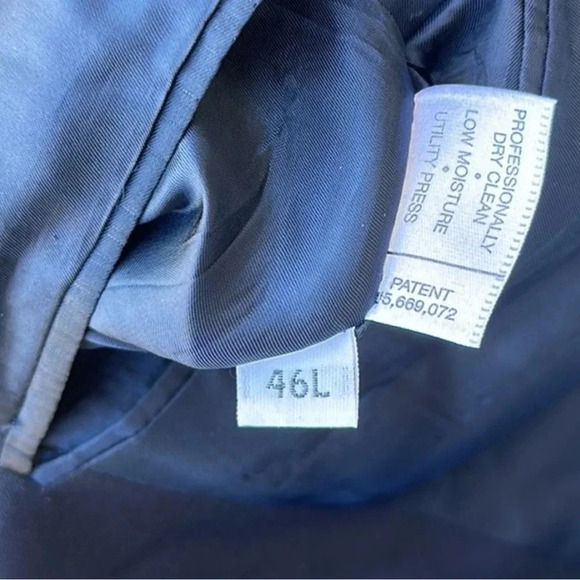 PROFESSIONALLY
DRY CLEAN
•
LOW MOISTURE
•
UTILITY PRESS
PATENT
#5,669,072
46L